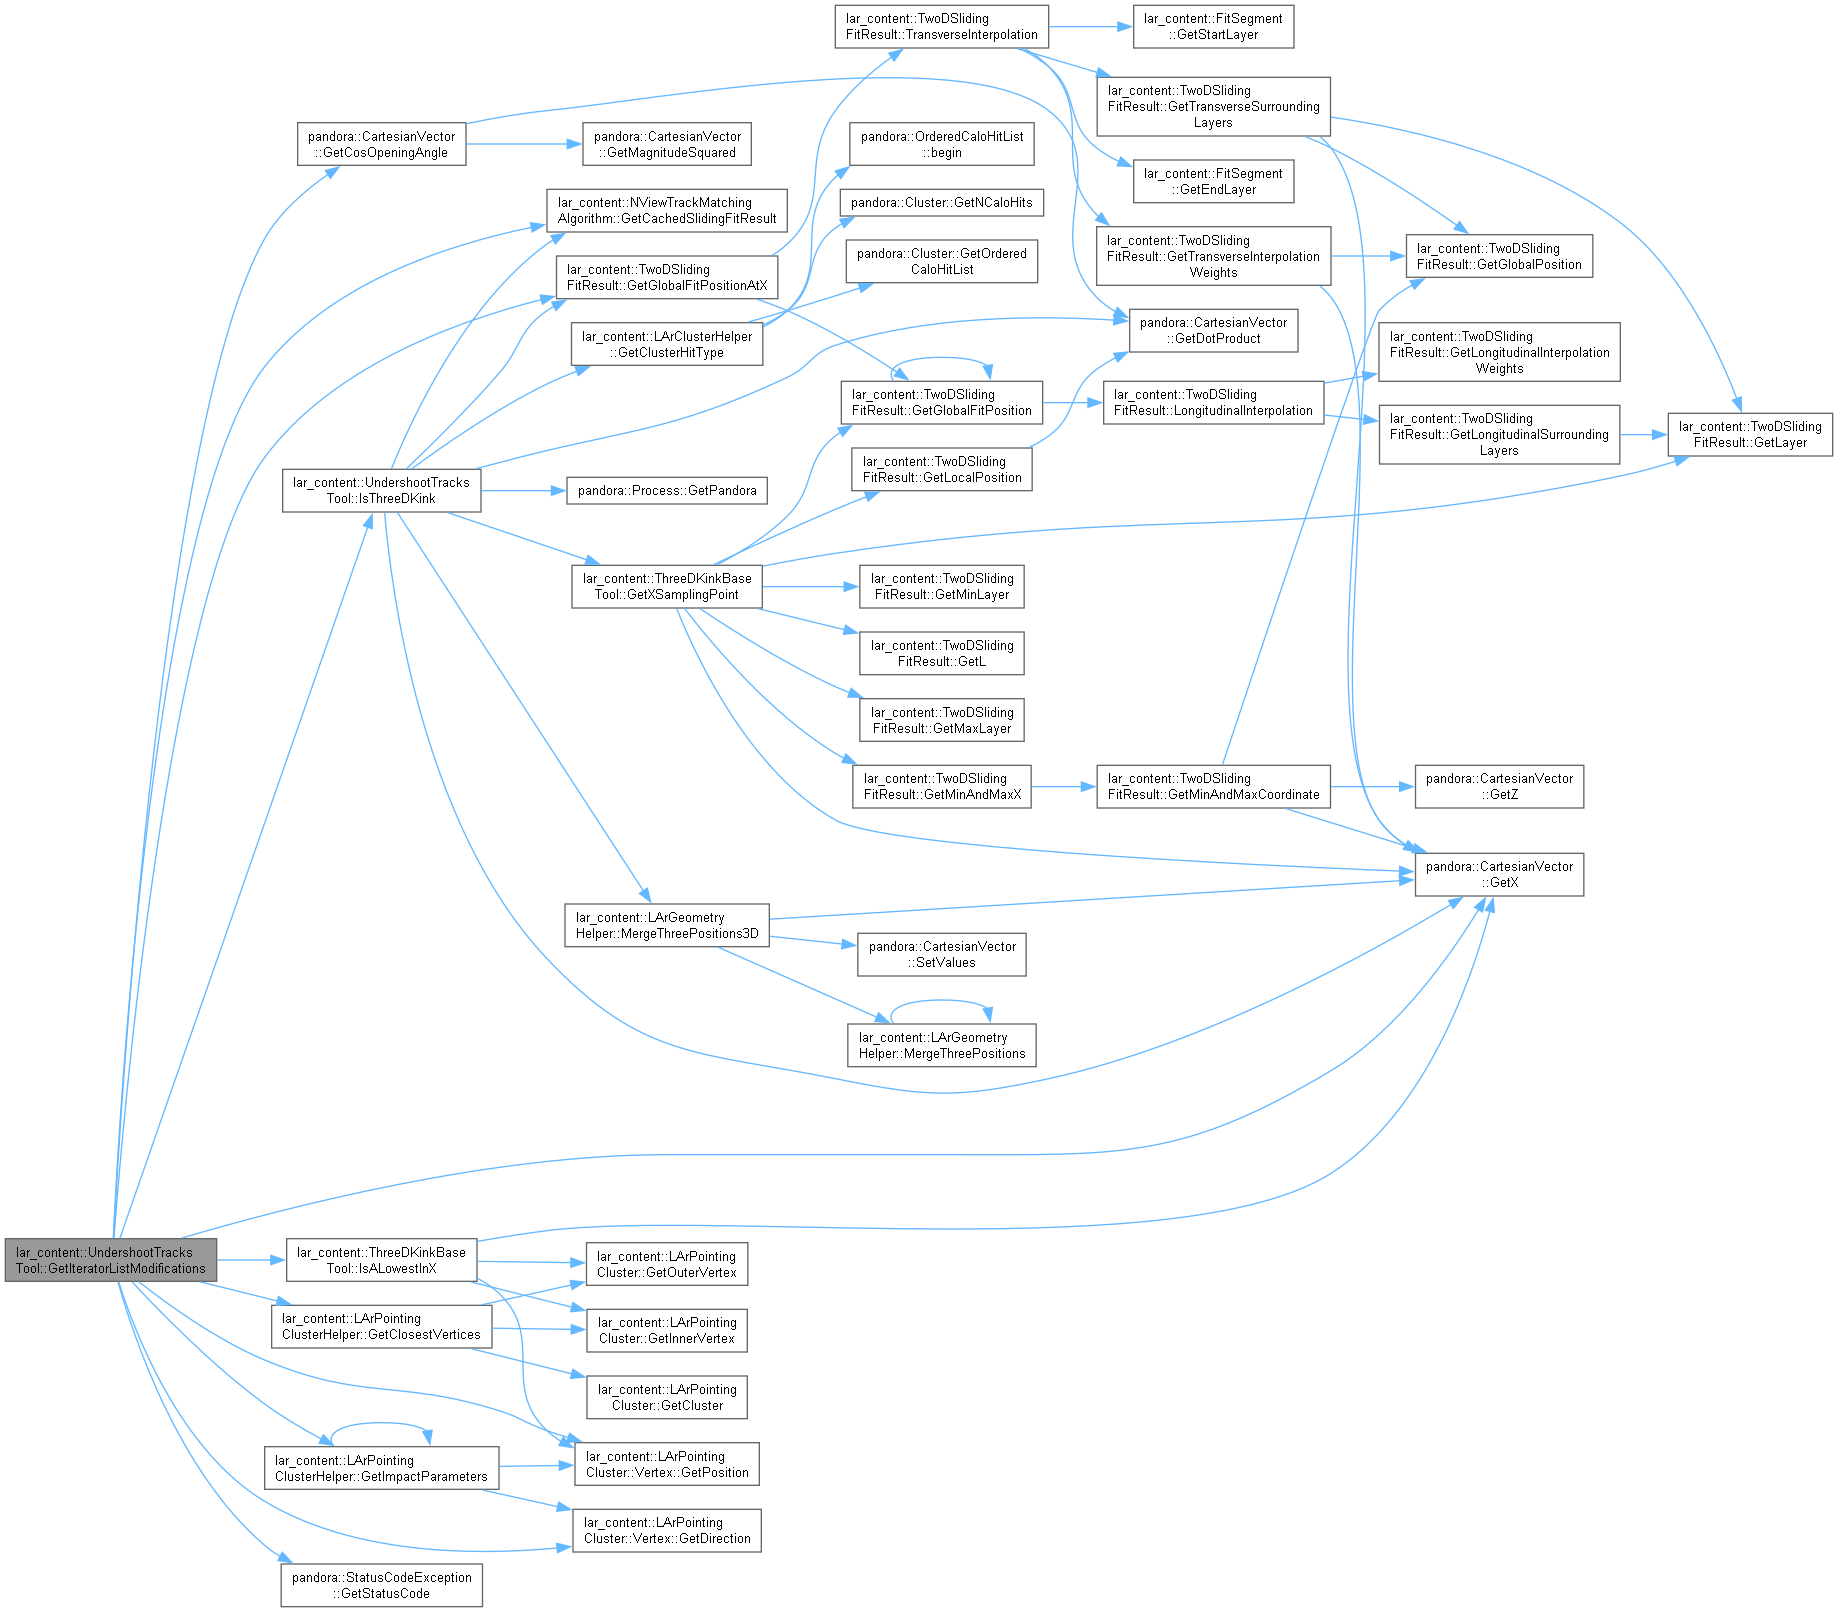 lar_content::TwoDSliding
FitResult::TransverseInterpolation
lar_content::FitSegment
::GetStartLayer
lar_content::TwoDSliding
FitResult::GetTransverseSurrounding
Layers
pandora::CartesianVector
::GetCosOpeningAngle
pandora::CartesianVector
::GetMagnitudeSquared
pandora::OrderedCaloHitList
::begin
lar_content::FitSegment
::GetEndLayer
lar_content::NViewTrackMatching
Algorithm::GetCachedSlidingFitResult
pandora::Cluster::GetNCaloHits
lar_content::TwoDSliding
FitResult::GetTransverseInterpolation
Weights
lar_content::TwoDSliding
FitResult::GetGlobalPosition
pandora::Cluster::GetOrdered
CaloHitList
lar_content::TwoDSliding
FitResult::GetGlobalFitPositionAtX
lar_content::LArClusterHelper
::GetClusterHitType
pandora::CartesianVector
::GetDotProduct
lar_content::TwoDSliding
FitResult::GetLongitudinalInterpolation
Weights
lar_content::TwoDSliding
FitResult::GetGlobalFitPosition
lar_content::TwoDSliding
FitResult::LongitudinalInterpolation
lar_content::TwoDSliding
FitResult::GetLongitudinalSurrounding
Layers
lar_content::TwoDSliding
FitResult::GetLayer
lar_content::TwoDSliding
FitResult::GetLocalPosition
lar_content::UndershootTracks
Tool::IsThreeDKink
pandora::Process::GetPandora
lar_content::ThreeDKinkBase
Tool::GetXSamplingPoint
lar_content::TwoDSliding
FitResult::GetMinLayer
lar_content::TwoDSliding
FitResult::GetL
lar_content::TwoDSliding
FitResult::GetMaxLayer
lar_content::TwoDSliding
FitResult::GetMinAndMaxX
lar_content::TwoDSliding
FitResult::GetMinAndMaxCoordinate
pandora::CartesianVector
::GetZ
pandora::CartesianVector
::GetX
lar_content::LArGeometry
Helper::MergeThreePositions3D
pandora::CartesianVector
::SetValues
lar_content::LArGeometry
Helper::MergeThreePositions
lar_content::UndershootTracks
Tool::GetIteratorListModifications
lar_content::ThreeDKinkBase
Tool::IsALowestInX
lar_content::LArPointing
Cluster::GetOuterVertex
lar_content::LArPointing
ClusterHelper::GetClosestVertices
lar_content::LArPointing
Cluster::GetInnerVertex
lar_content::LArPointing
Cluster::GetCluster
lar_content::LArPointing
ClusterHelper::GetImpactParameters
lar_content::LArPointing
Cluster::Vertex::GetPosition
lar_content::LArPointing
Cluster::Vertex::GetDirection
pandora::StatusCodeException
::GetStatusCode